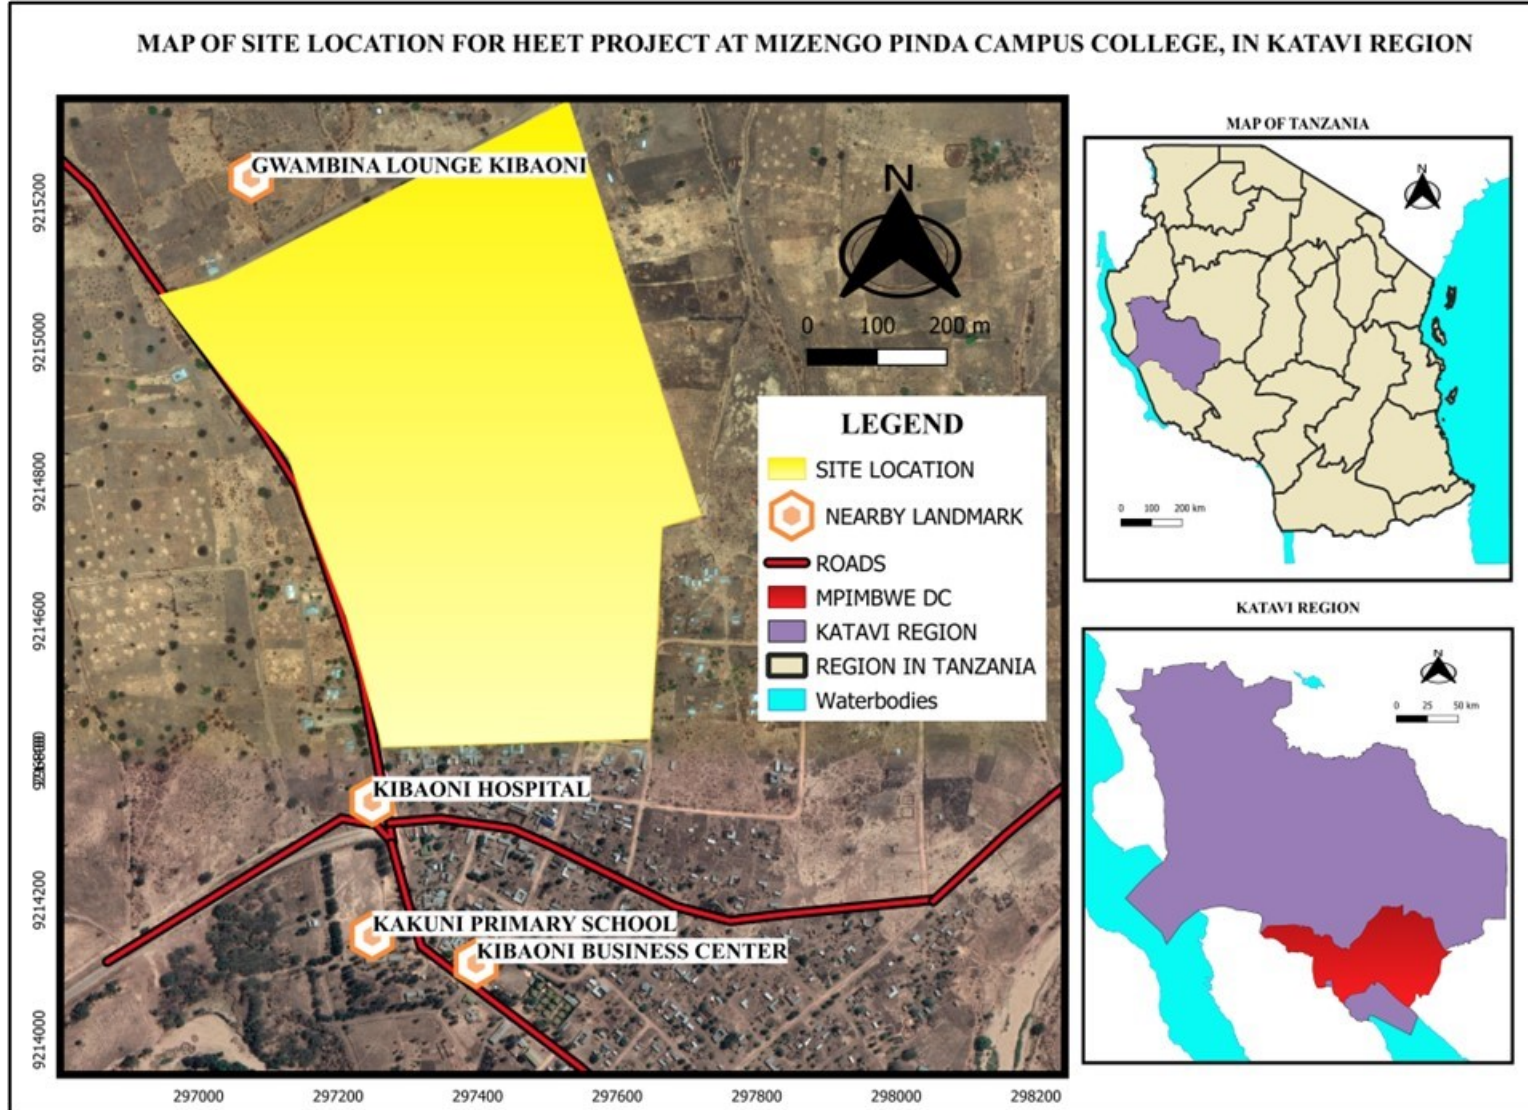 MAP OF SITE LOCATION FOR HEET PROJECT AT MIZENGO PINDA CAMPUS COLLEGE, IN KATAVI REGION
GWAMBINA LOUNGE KIBAONI
N
0 100 200 m
LEGEND
SITE LOCATION
NEARBY LANDMARK
ROADS
MPIMBWE DC
KATAVI REGION
REGION IN TANZANIA
Waterbodies
KIBAONI HOSPITAL
KAKUNI PRIMARY SCHOOL
KIBAONI BUSINESS CENTER
9215200
9215000
9214800
9214600
9214200
9214000
297000 297200 297400 297600 297800 298000 298200
MAP OF TANZANIA
N
0 100 200 km
KATAVI REGION
N
0 25 50 km